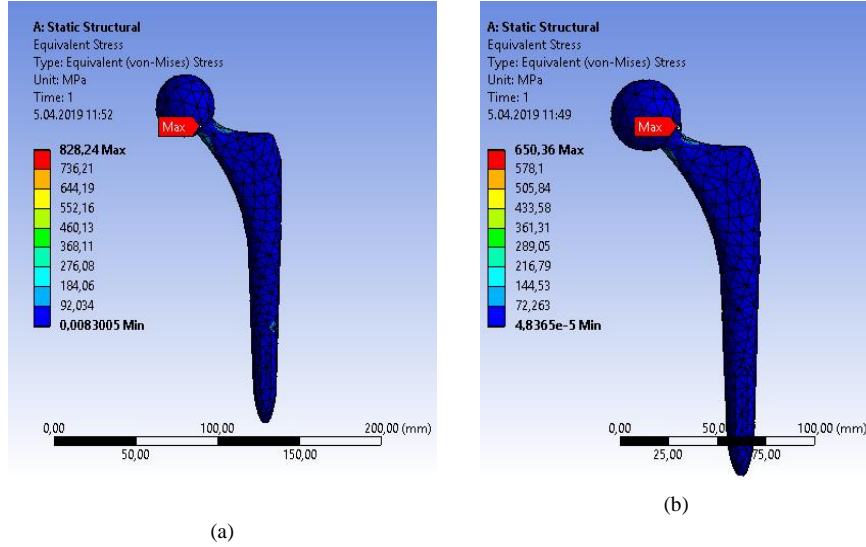 A: Static Structural
Equivalent Stress
Type: Equivalent (von-Mises) Stress
Unit: MPa
Time: 1
5.04.2019 11:52
Max
828,24 Max
736,21
644,19
552,16
460,13
368,11
276,08
184,06
92,034
0,0083005 Min
0,00 100,00 200,00 (mm)
50,00 150,00
(a)
A: Static Structural
Equivalent Stress
Type: Equivalent (von-Mises) Stress
Unit: MPa
Time: 1
5.04.2019 11:49
Max
650,36 Max
578,1
505,84
433,58
361,31
289,05
216,79
144,53
72,263
4,8365e-5 Min
0,00 50,00 100,00 (mm)
25,00 75,00
(b)